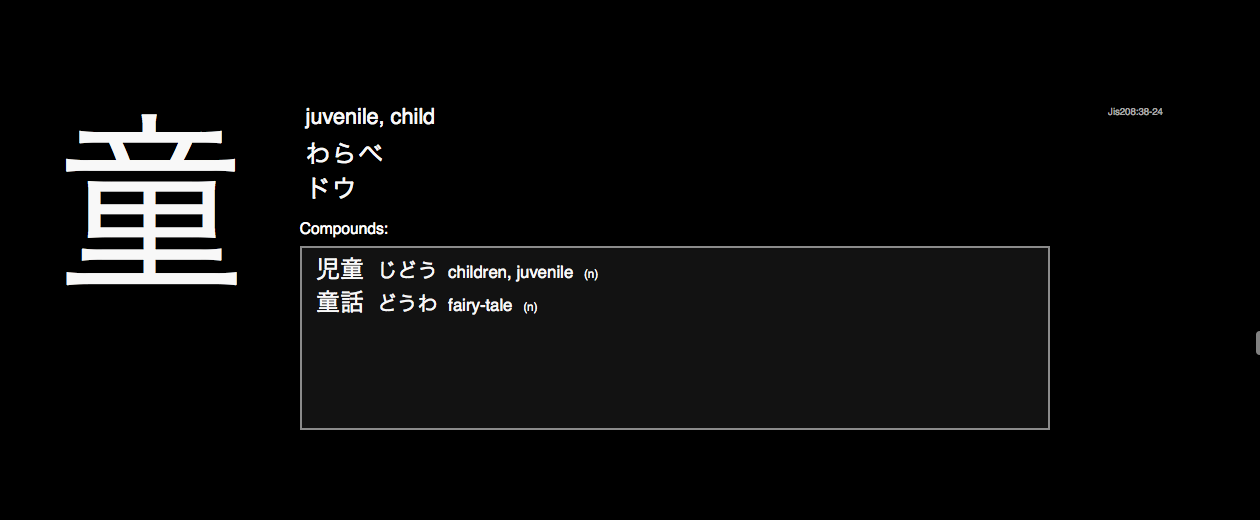 童
juvenile, child
Jis208:38-24
わらべ
ドウ
Compounds:
児童 じどう children, juvenile (n)
童話 どうわ fairy-tale (n)